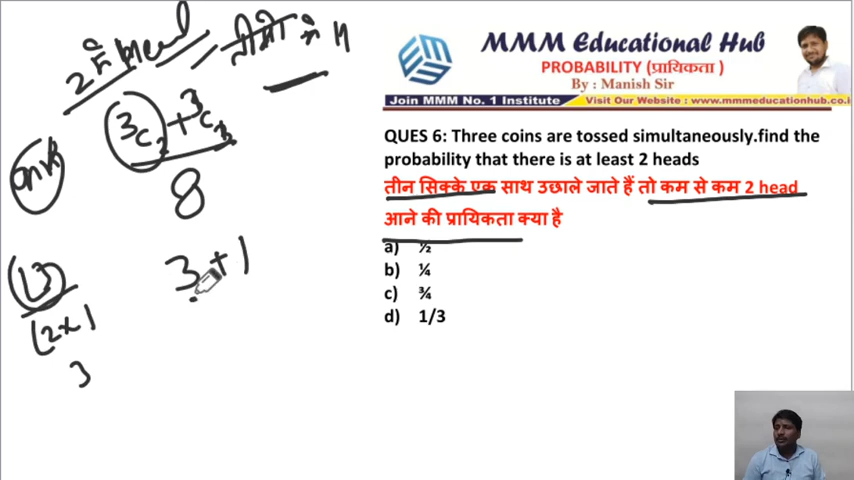 2 Head
³C₂ + ³C₃
8
3 + 1
(2x)
3
MMM Educational Hub
PROBABILITY (प्रायिकता )
By : Manish Sir
Join MMM No. 1 Institute
Visit Our Website : www.mmmeducationhub.co.i
QUES 6: Three coins are tossed simultaneously.find the
probability that there is at least 2 heads
तीन सिक्के एक साथ उछाले जाते हैं तो कम से कम 2 head
आने की प्रायिकता क्या है
a) ½
b) ¼
c) ¾
d) 1/3